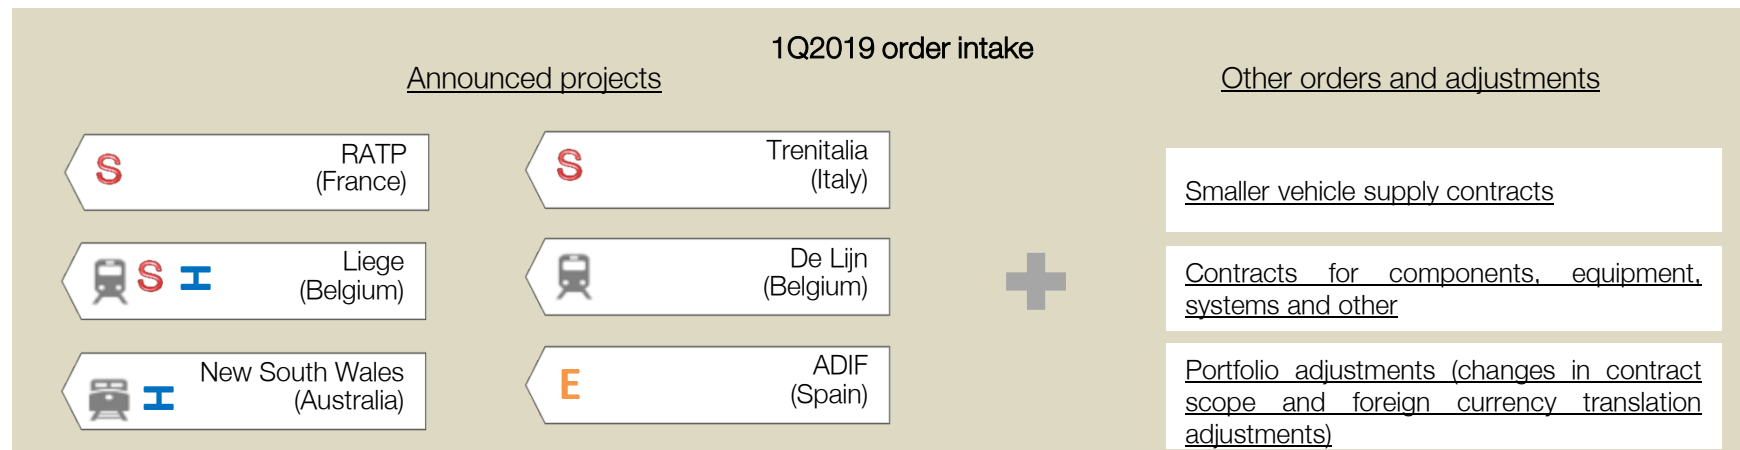 1Q2019 order intake
Announced projects
Other orders and adjustments
S
RATP
(France)
S
Trenitalia
(Italy)
S H
Liege
(Belgium)
De Lijn
(Belgium)
H
New South Wales
(Australia)
E
ADIF
(Spain)
Smaller vehicle supply contracts
Contracts for components, equipment,
systems and other
Portfolio adjustments (changes in contract
scope and foreign currency translation
adjustments)